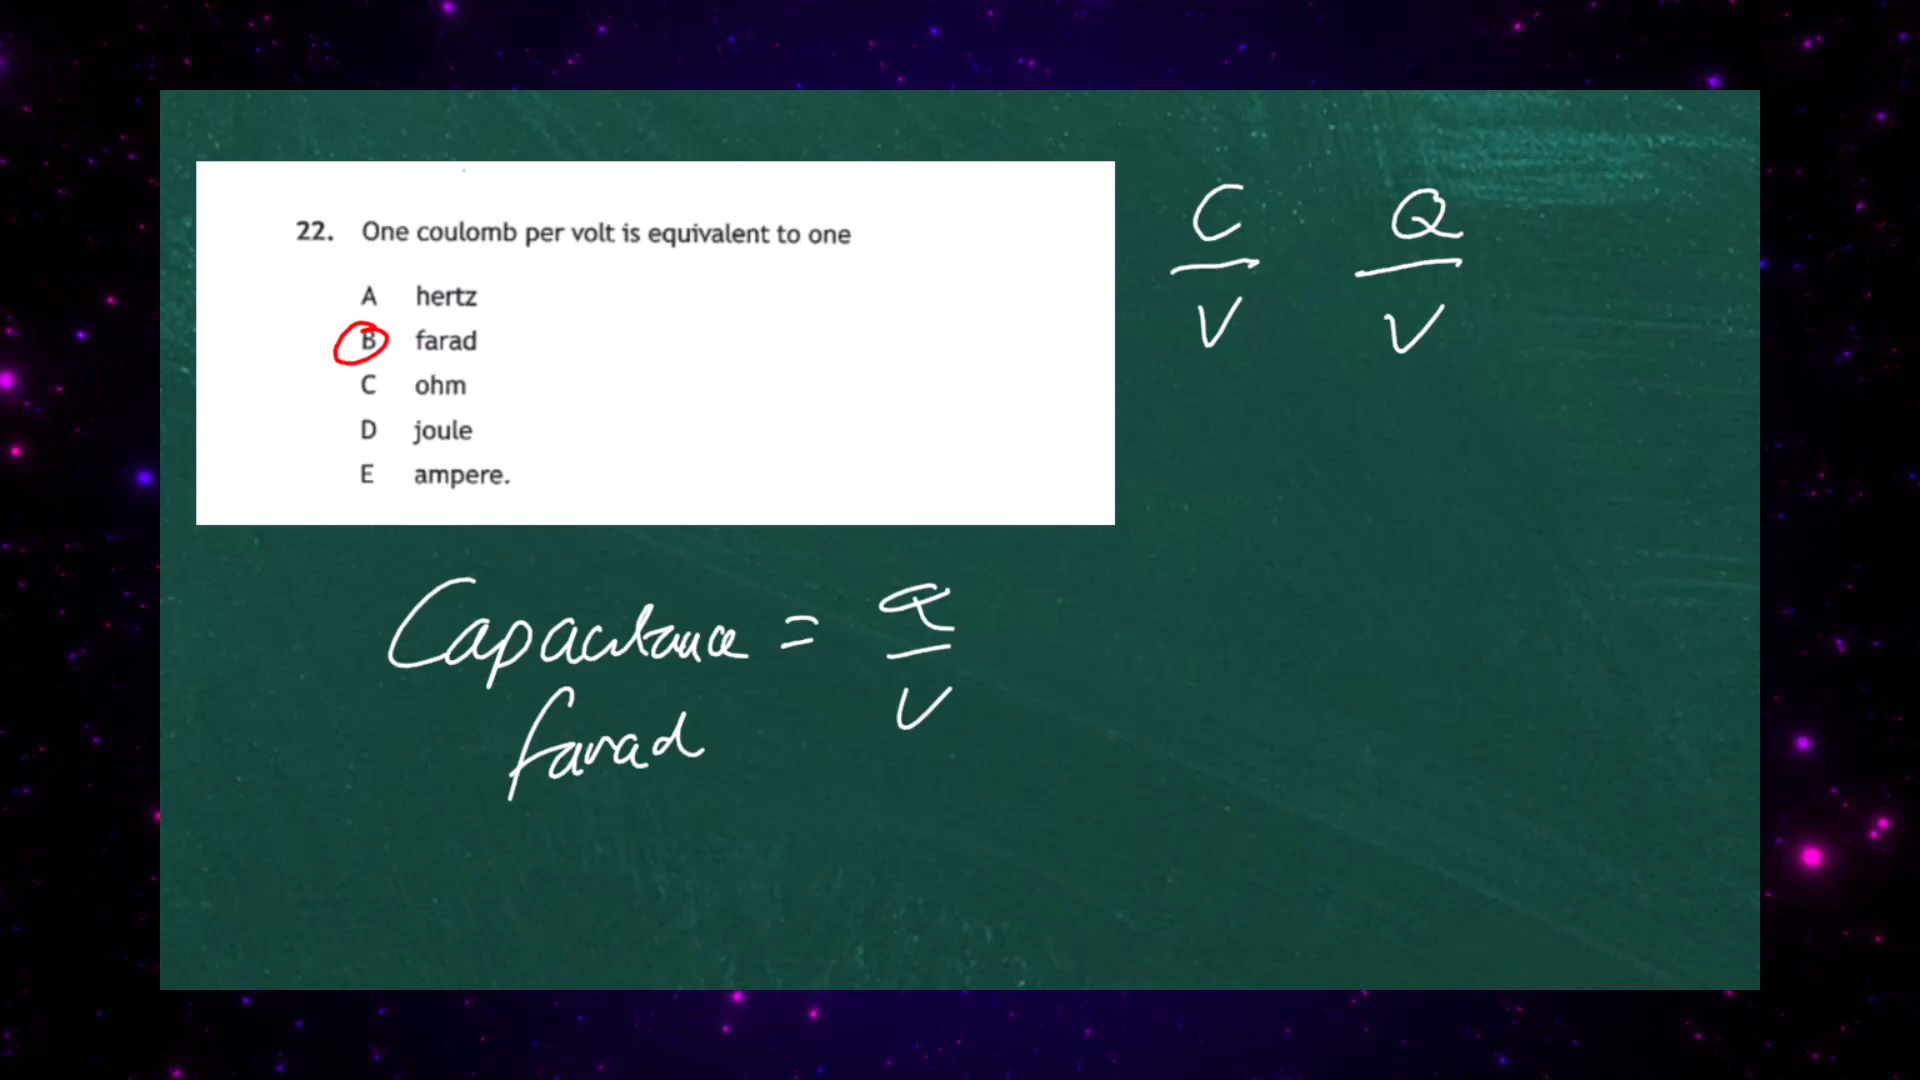 22. One coulomb per volt is equivalent to one
A hertz
B farad
C ohm
D joule
E ampere.
C
V
Q
V
Capacitance = Q
V
farad